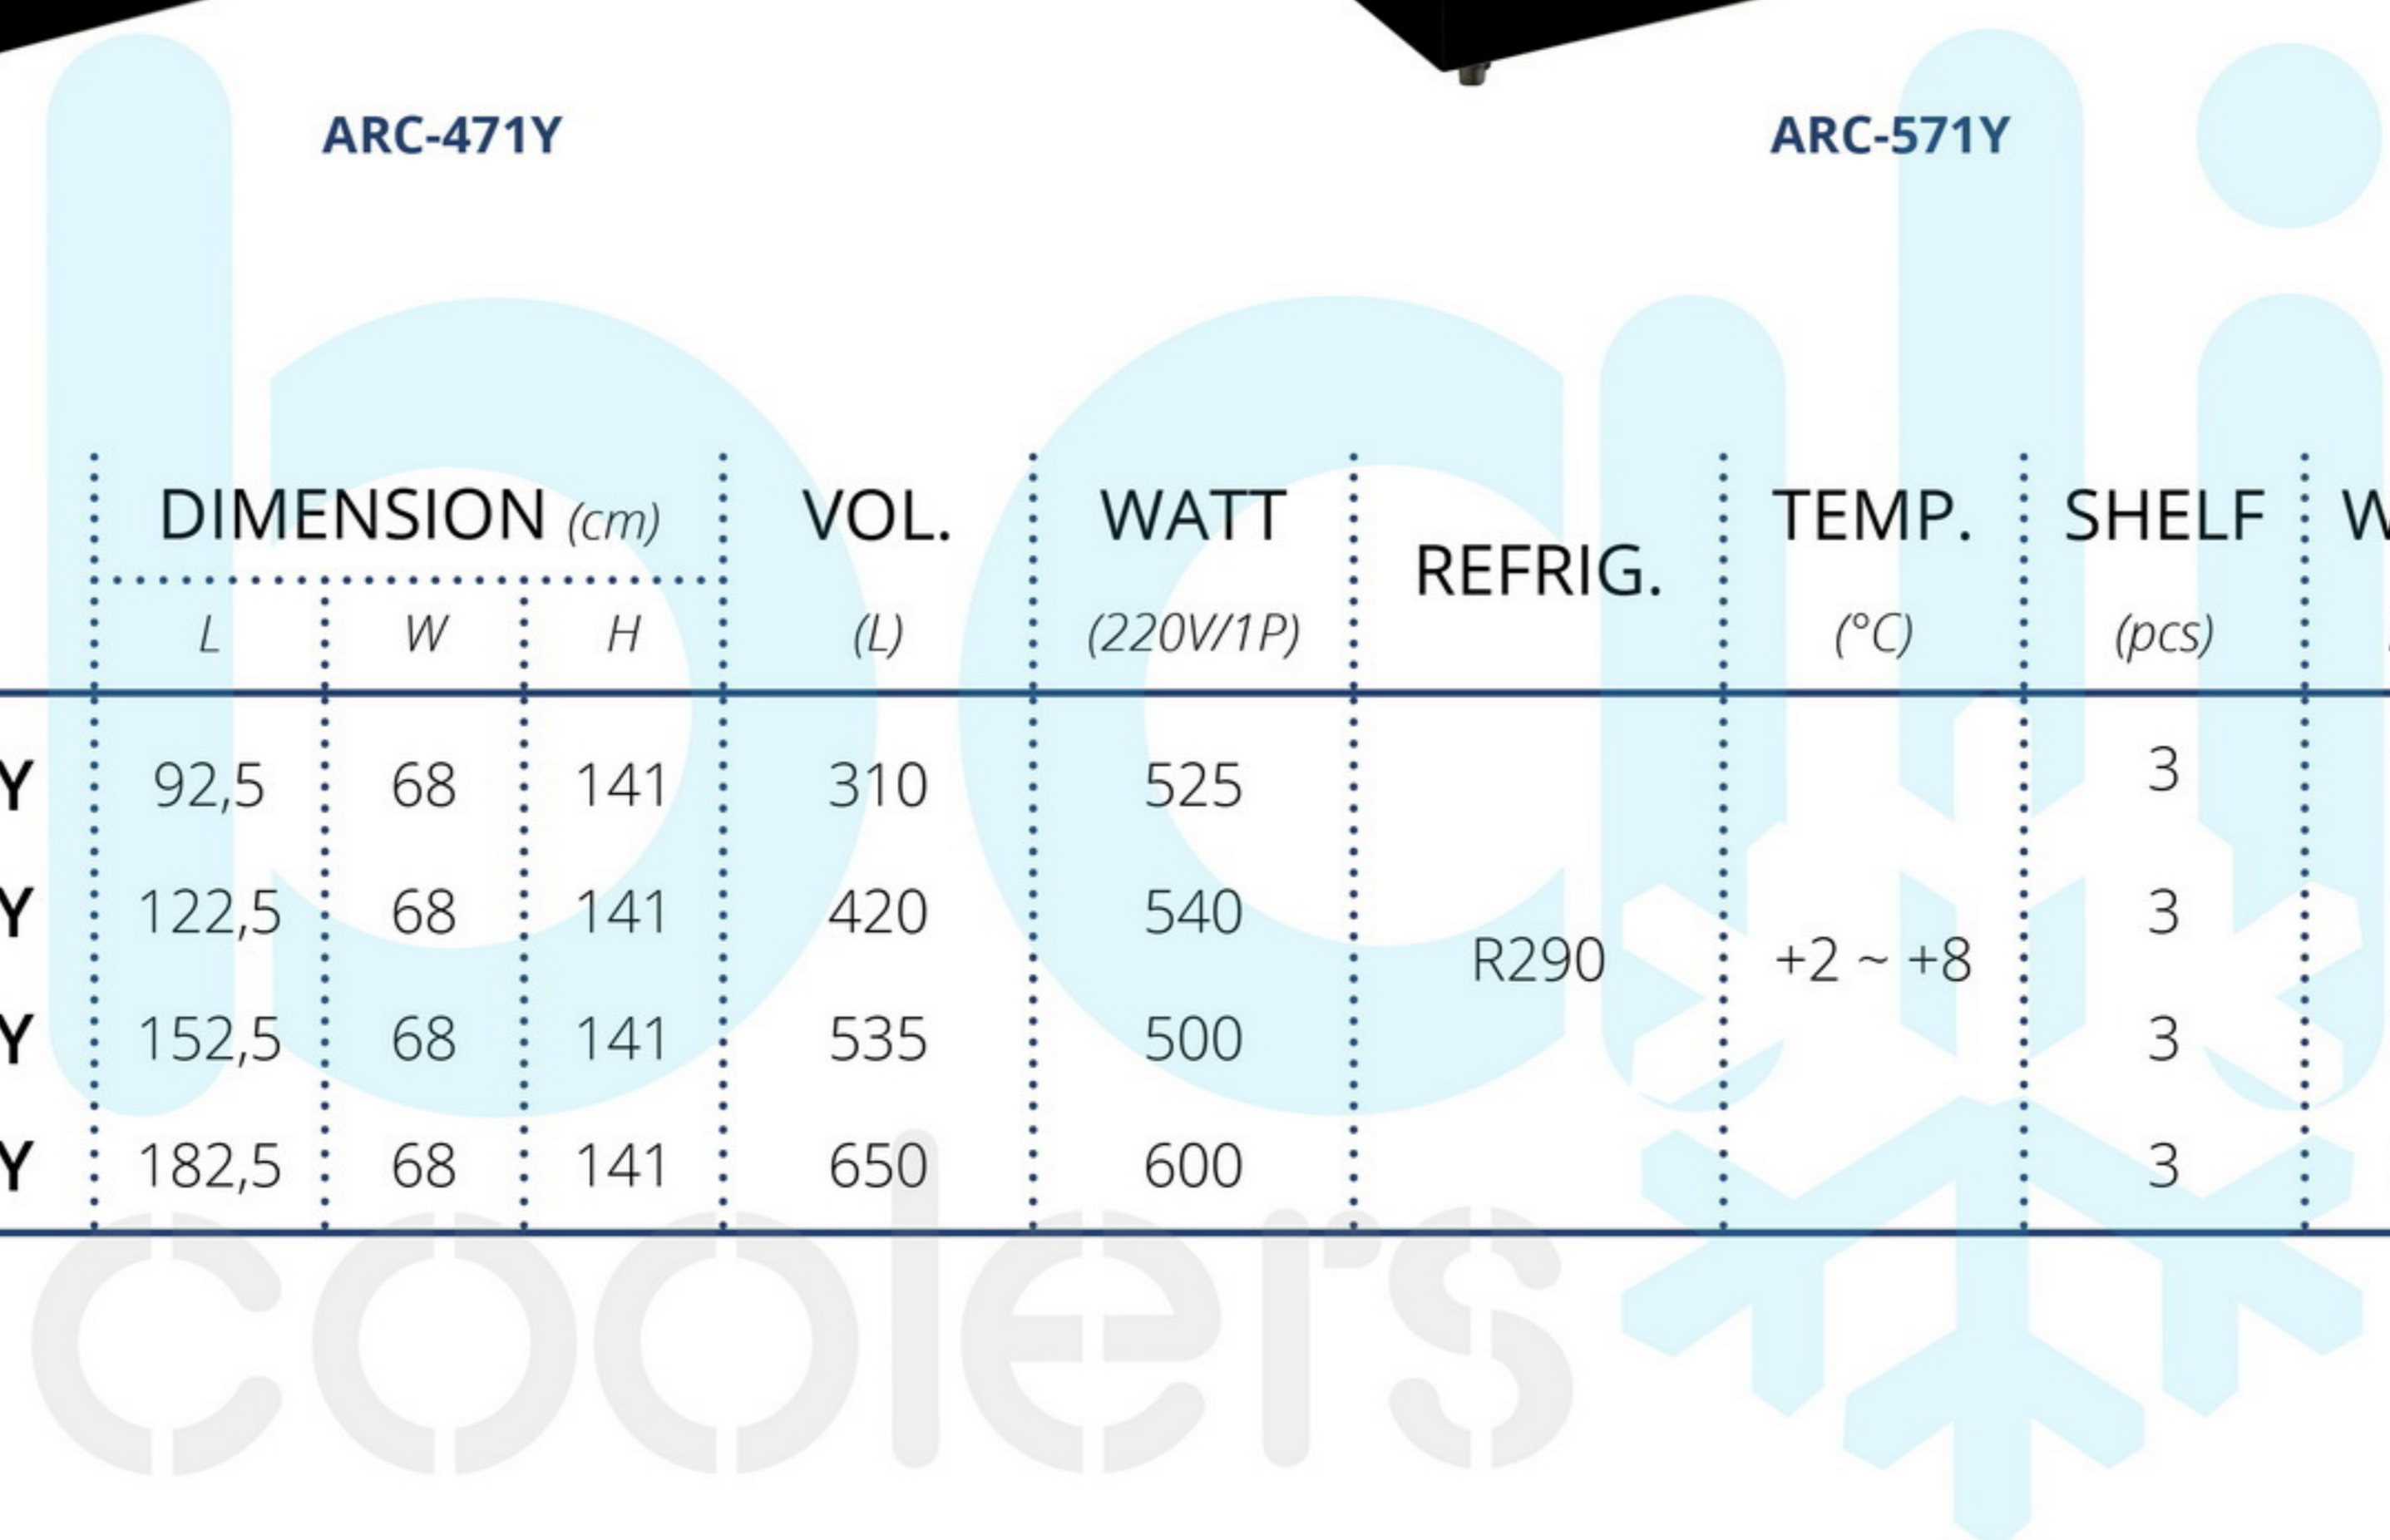 ARC-471Y ARC-571Y
DIMENSION (cm) VOL. WATT REFRIG. TEMP. SHELF W
L W H (L) (220V/1P) (°C) (pcs)
Y 92,5 68 141 310 525 3
Y 122,5 68 141 420 540 3
R290 +2 ~ +8
Y 152,5 68 141 535 500 3
Y 182,5 68 141 650 600 3
coolers